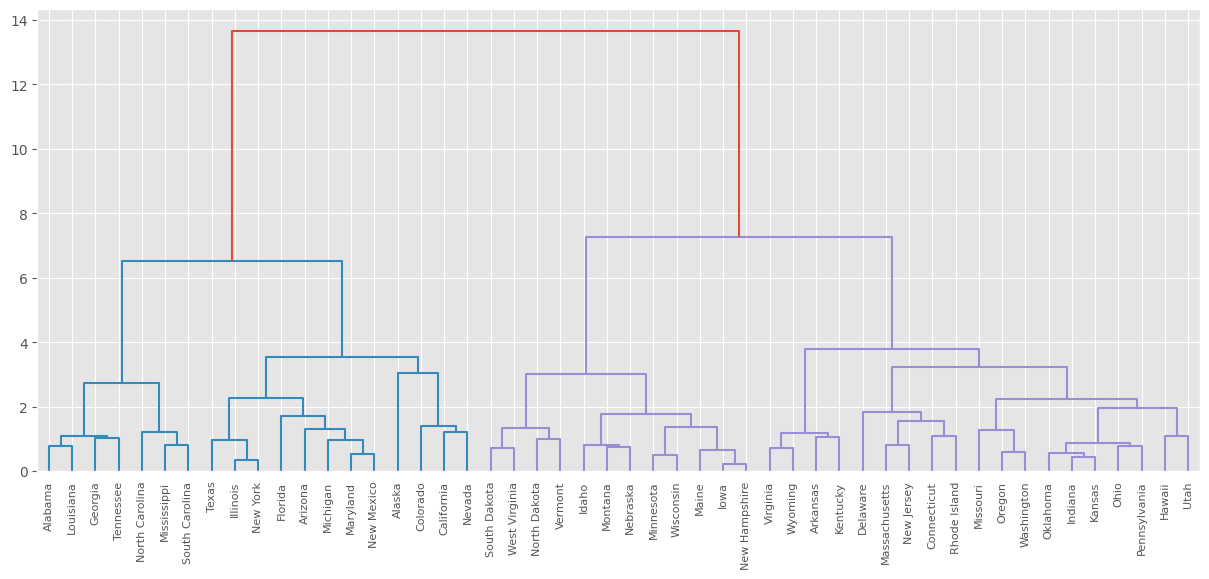 14
12
10
8
6
4
2
0
Alabama
Louisiana
Georgia
Tennessee
North Carolina
Mississippi
South Carolina
Texas
Illinois
New York
Florida
Arizona
Michigan
Maryland
New Mexico
Alaska
Colorado
California
Nevada
South Dakota
West Virginia
North Dakota
Vermont
Idaho
Montana
Nebraska
Minnesota
Wisconsin
Maine
Iowa
New Hampshire
Virginia
Wyoming
Arkansas
Kentucky
Delaware
Massachusetts
New Jersey
Connecticut
Rhode Island
Missouri
Oregon
Washington
Oklahoma
Indiana
Kansas
Ohio
Pennsylvania
Hawaii
Utah